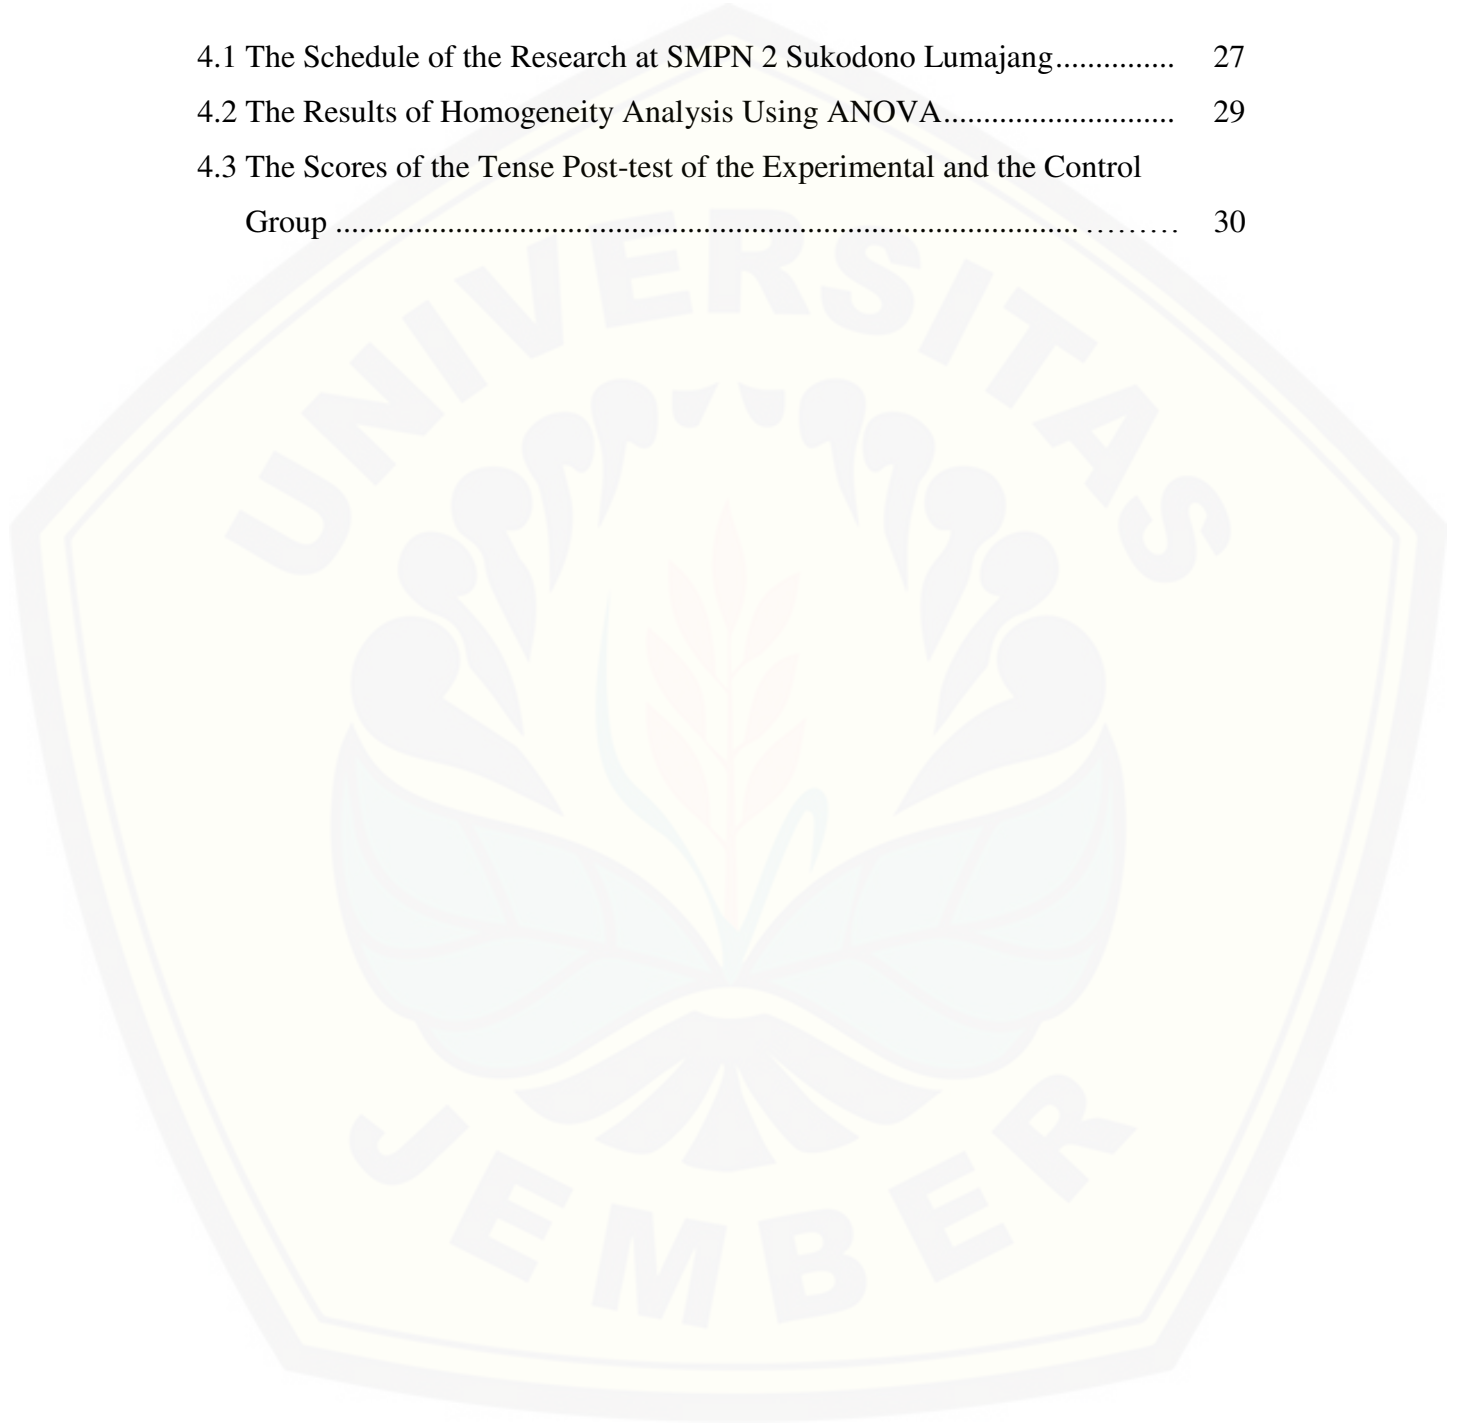 4.1 The Schedule of the Research at SMPN 2 Sukodono Lumajang............... 27
4.2 The Results of Homogeneity Analysis Using ANOVA............................. 29
4.3 The Scores of the Tense Post-test of the Experimental and the Control
Group .............................................................................................. ......... 30
UNIVERSITAS
JEMBER